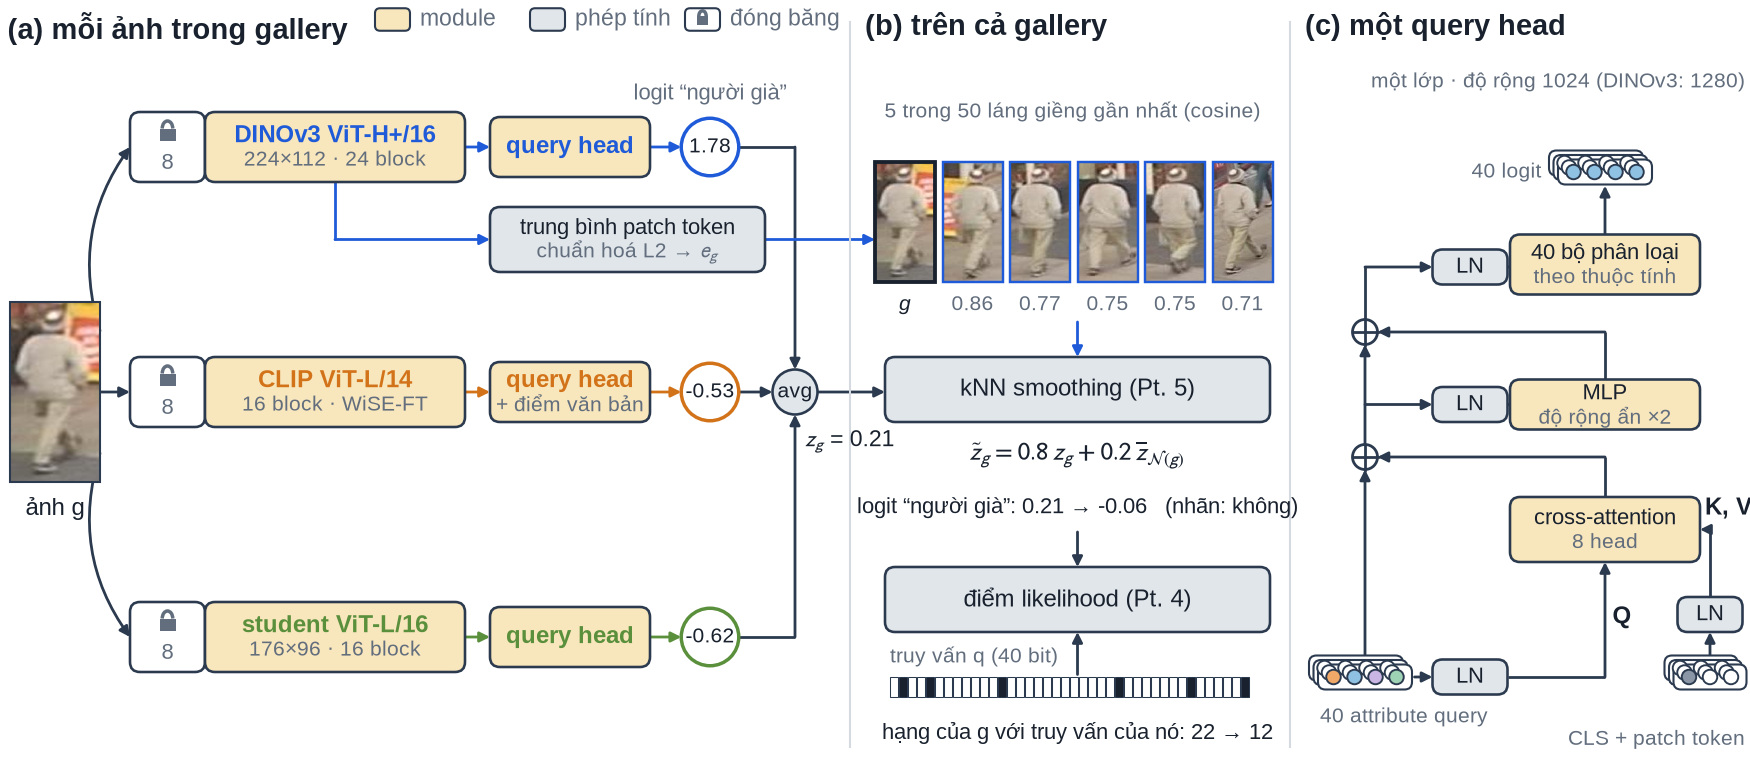 (a) mỗi ảnh trong gallery
module
phép tính
đóng băng
logit “người già”
8
DINOv3 ViT-H+/16
224×112 · 24 block
query head
1.78
trung bình patch token
chuẩn hoá L2 → e_g
8
CLIP ViT-L/14
16 block · WiSE-FT
query head
+ điểm văn bản
-0.53
avg
z_g = 0.21
ảnh g
8
student ViT-L/16
176×96 · 16 block
query head
-0.62
(b) trên cả gallery
5 trong 50 láng giềng gần nhất (cosine)
g
0.86
0.77
0.75
0.75
0.71
kNN smoothing (Pt. 5)
z̃_g = 0.8 z_g + 0.2 z̄_𝒩(g)
logit “người già”: 0.21 → -0.06 (nhãn: không)
điểm likelihood (Pt. 4)
truy vấn q (40 bit)
hạng của g với truy vấn của nó: 22 → 12
(c) một query head
một lớp · độ rộng 1024 (DINOv3: 1280)
40 logit
LN
40 bộ phân loại
theo thuộc tính
LN
MLP
độ rộng ẩn ×2
cross-attention
8 head
K, V
Q
LN
LN
40 attribute query
CLS + patch token